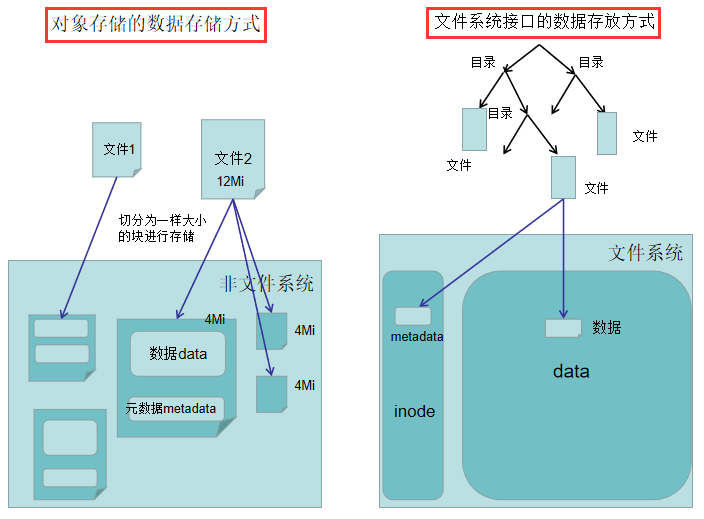 对象存储的数据存储方式
文件1
文件2
12Mi
切分为一样大小
的块进行存储
非文件系统
4Mi
数据data
元数据metadata
4Mi
4Mi
文件系统接口的数据存放方式
目录
目录
目录
文件
文件
文件
文件系统
metadata
数据
data
inode